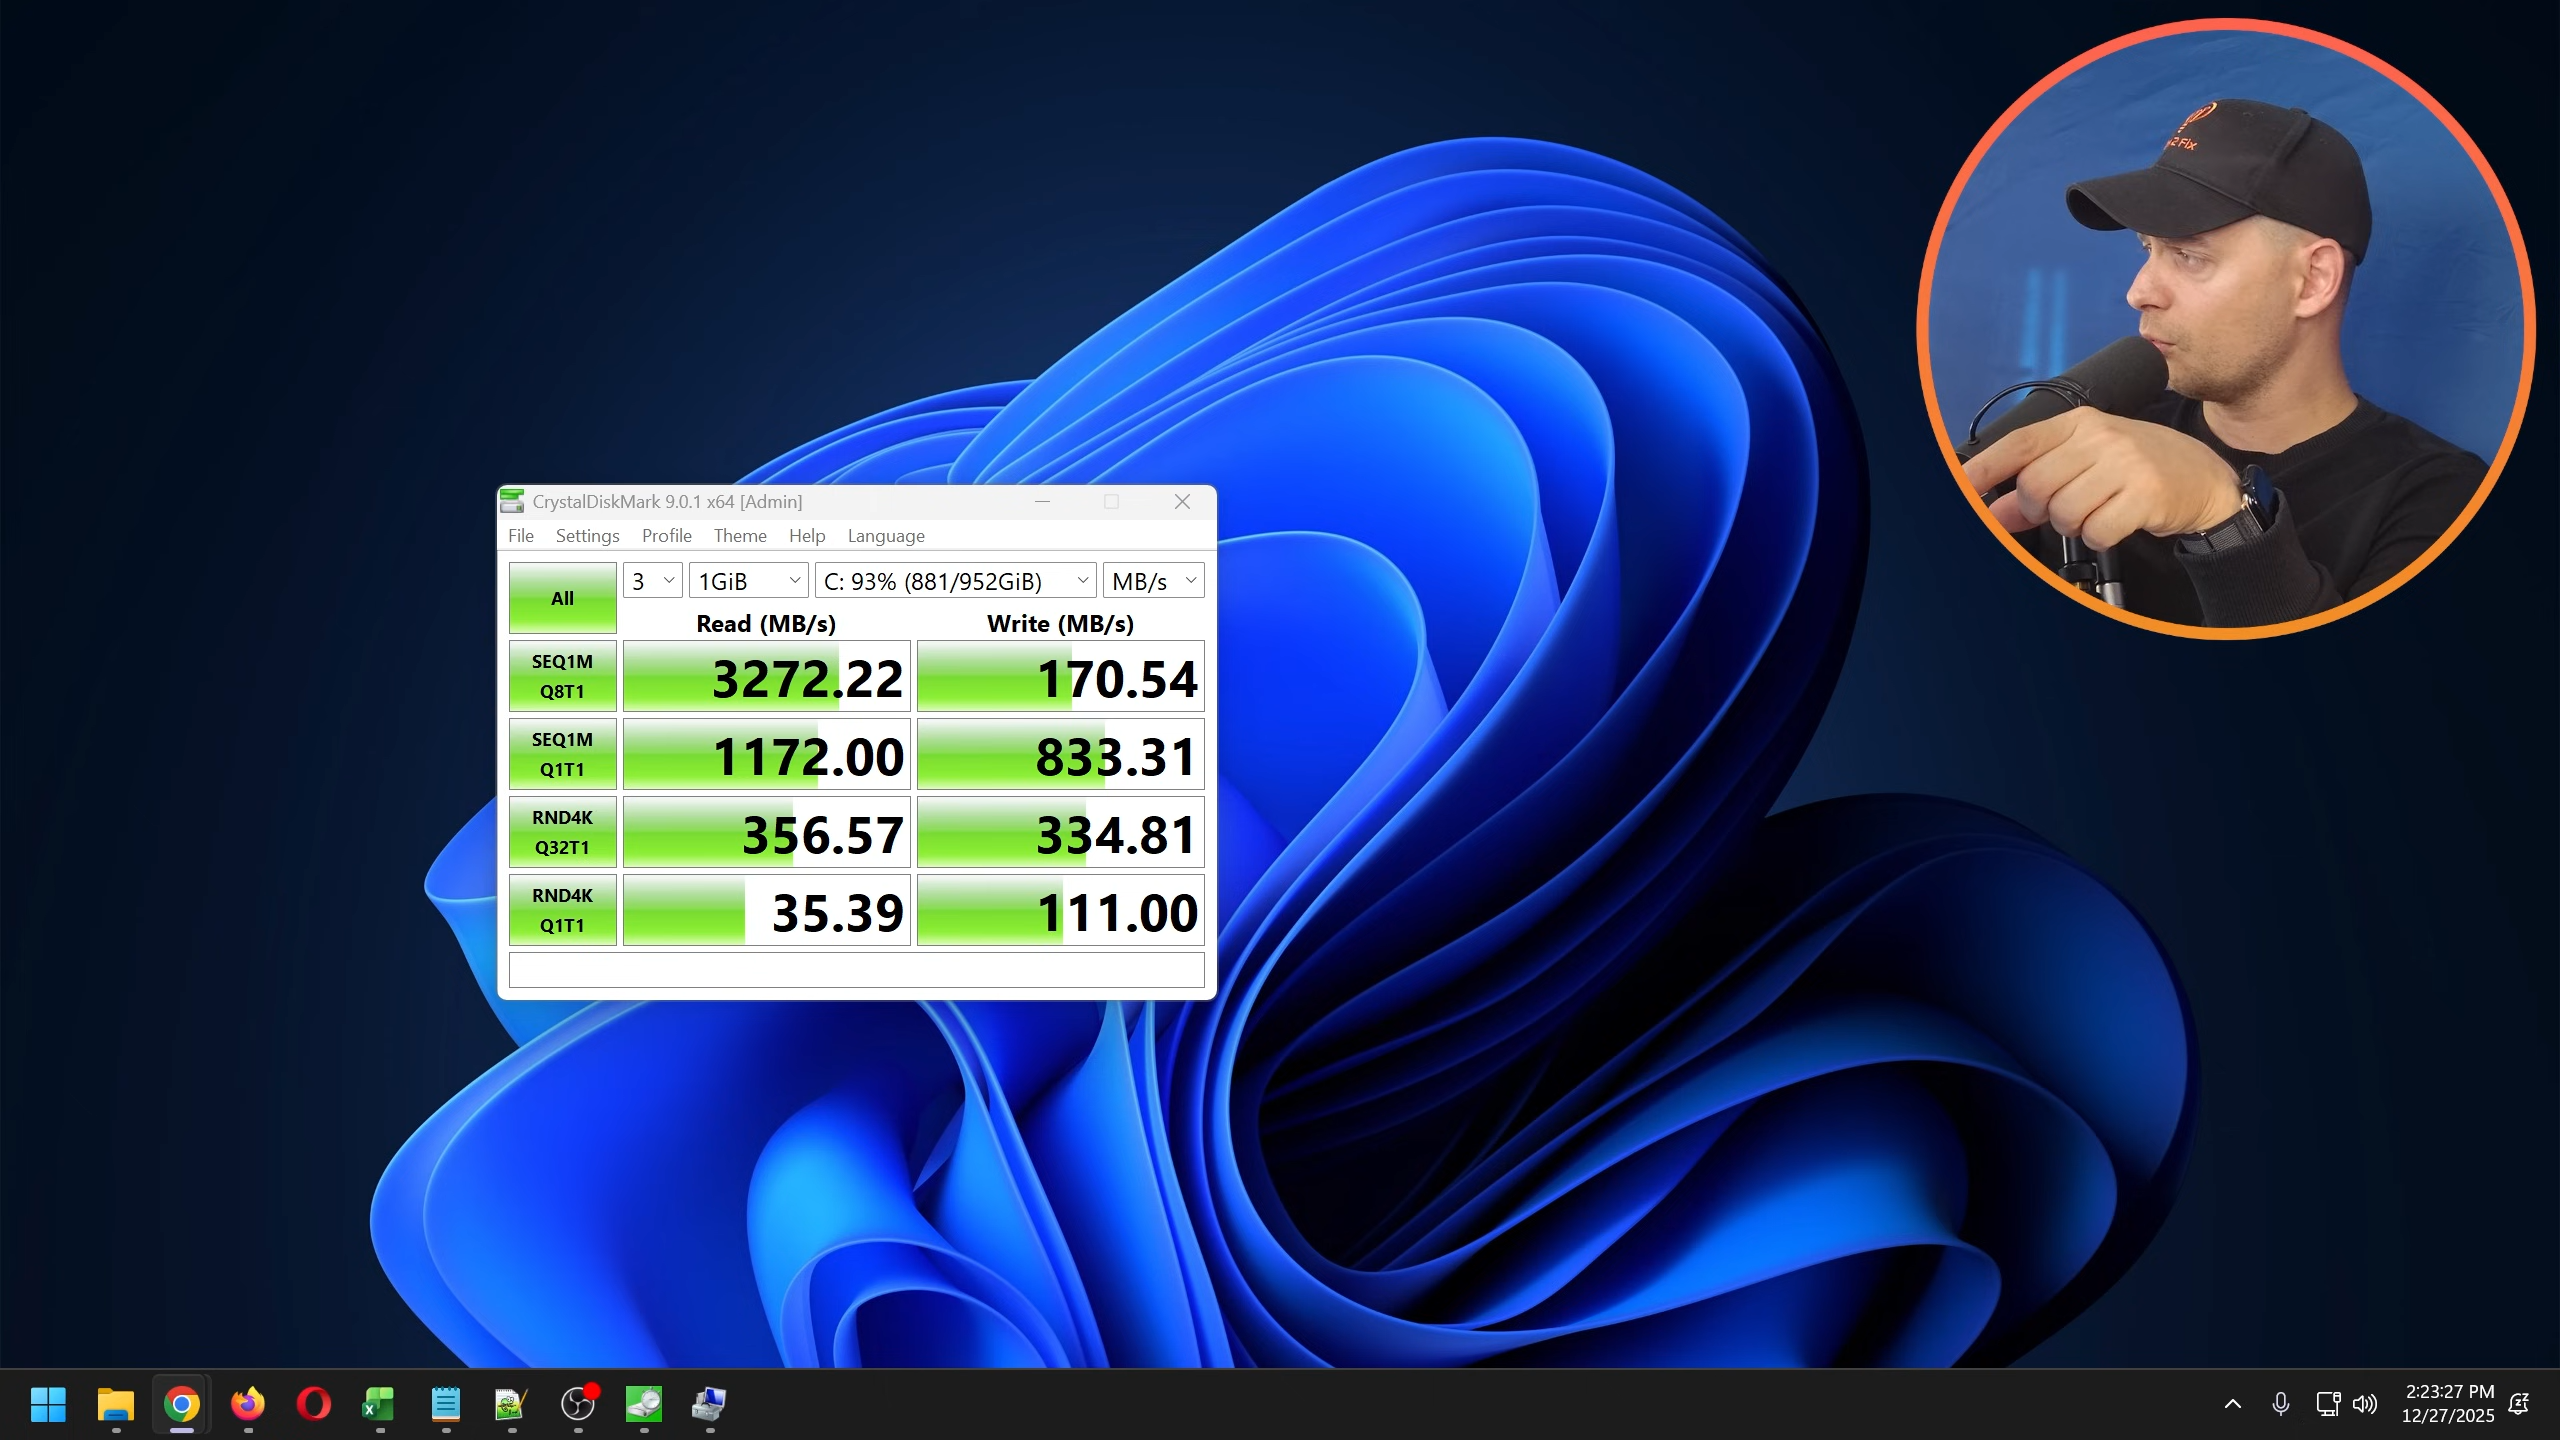 2 Fix
CrystalDiskMark 9.0.1 x64 [Admin]
File Settings Profile Theme Help Language
All 3 1GiB C: 93% (881/952GiB) MB/s
Read (MB/s) Write (MB/s)
SEQ1M
Q8T1
3272.22 170.54
SEQ1M
Q1T1
1172.00 833.31
RND4K
Q32T1
356.57 334.81
RND4K
Q1T1
35.39 111.00
2:23:27 PM
12/27/2025